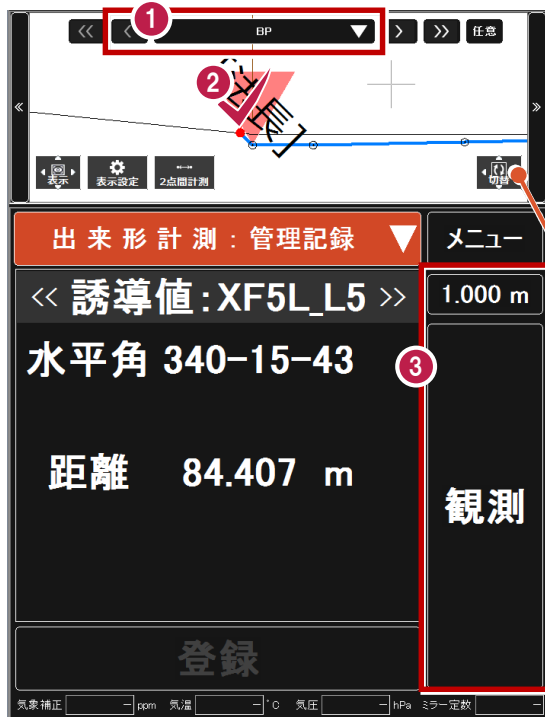 1
<< < BP ▼ > >> 任意
2
法長]
« »
表示 表示設定 2点間計測 切替
出来形計測:管理記録 ▼ メニュー
<< 誘導値:XF5L_L5 >> 1.000 m
水平角 340-15-43
3
距離 84.407 m
観測
登録
気象補正 - ppm 気温 - °C 気圧 - hPa ミラー定数 -